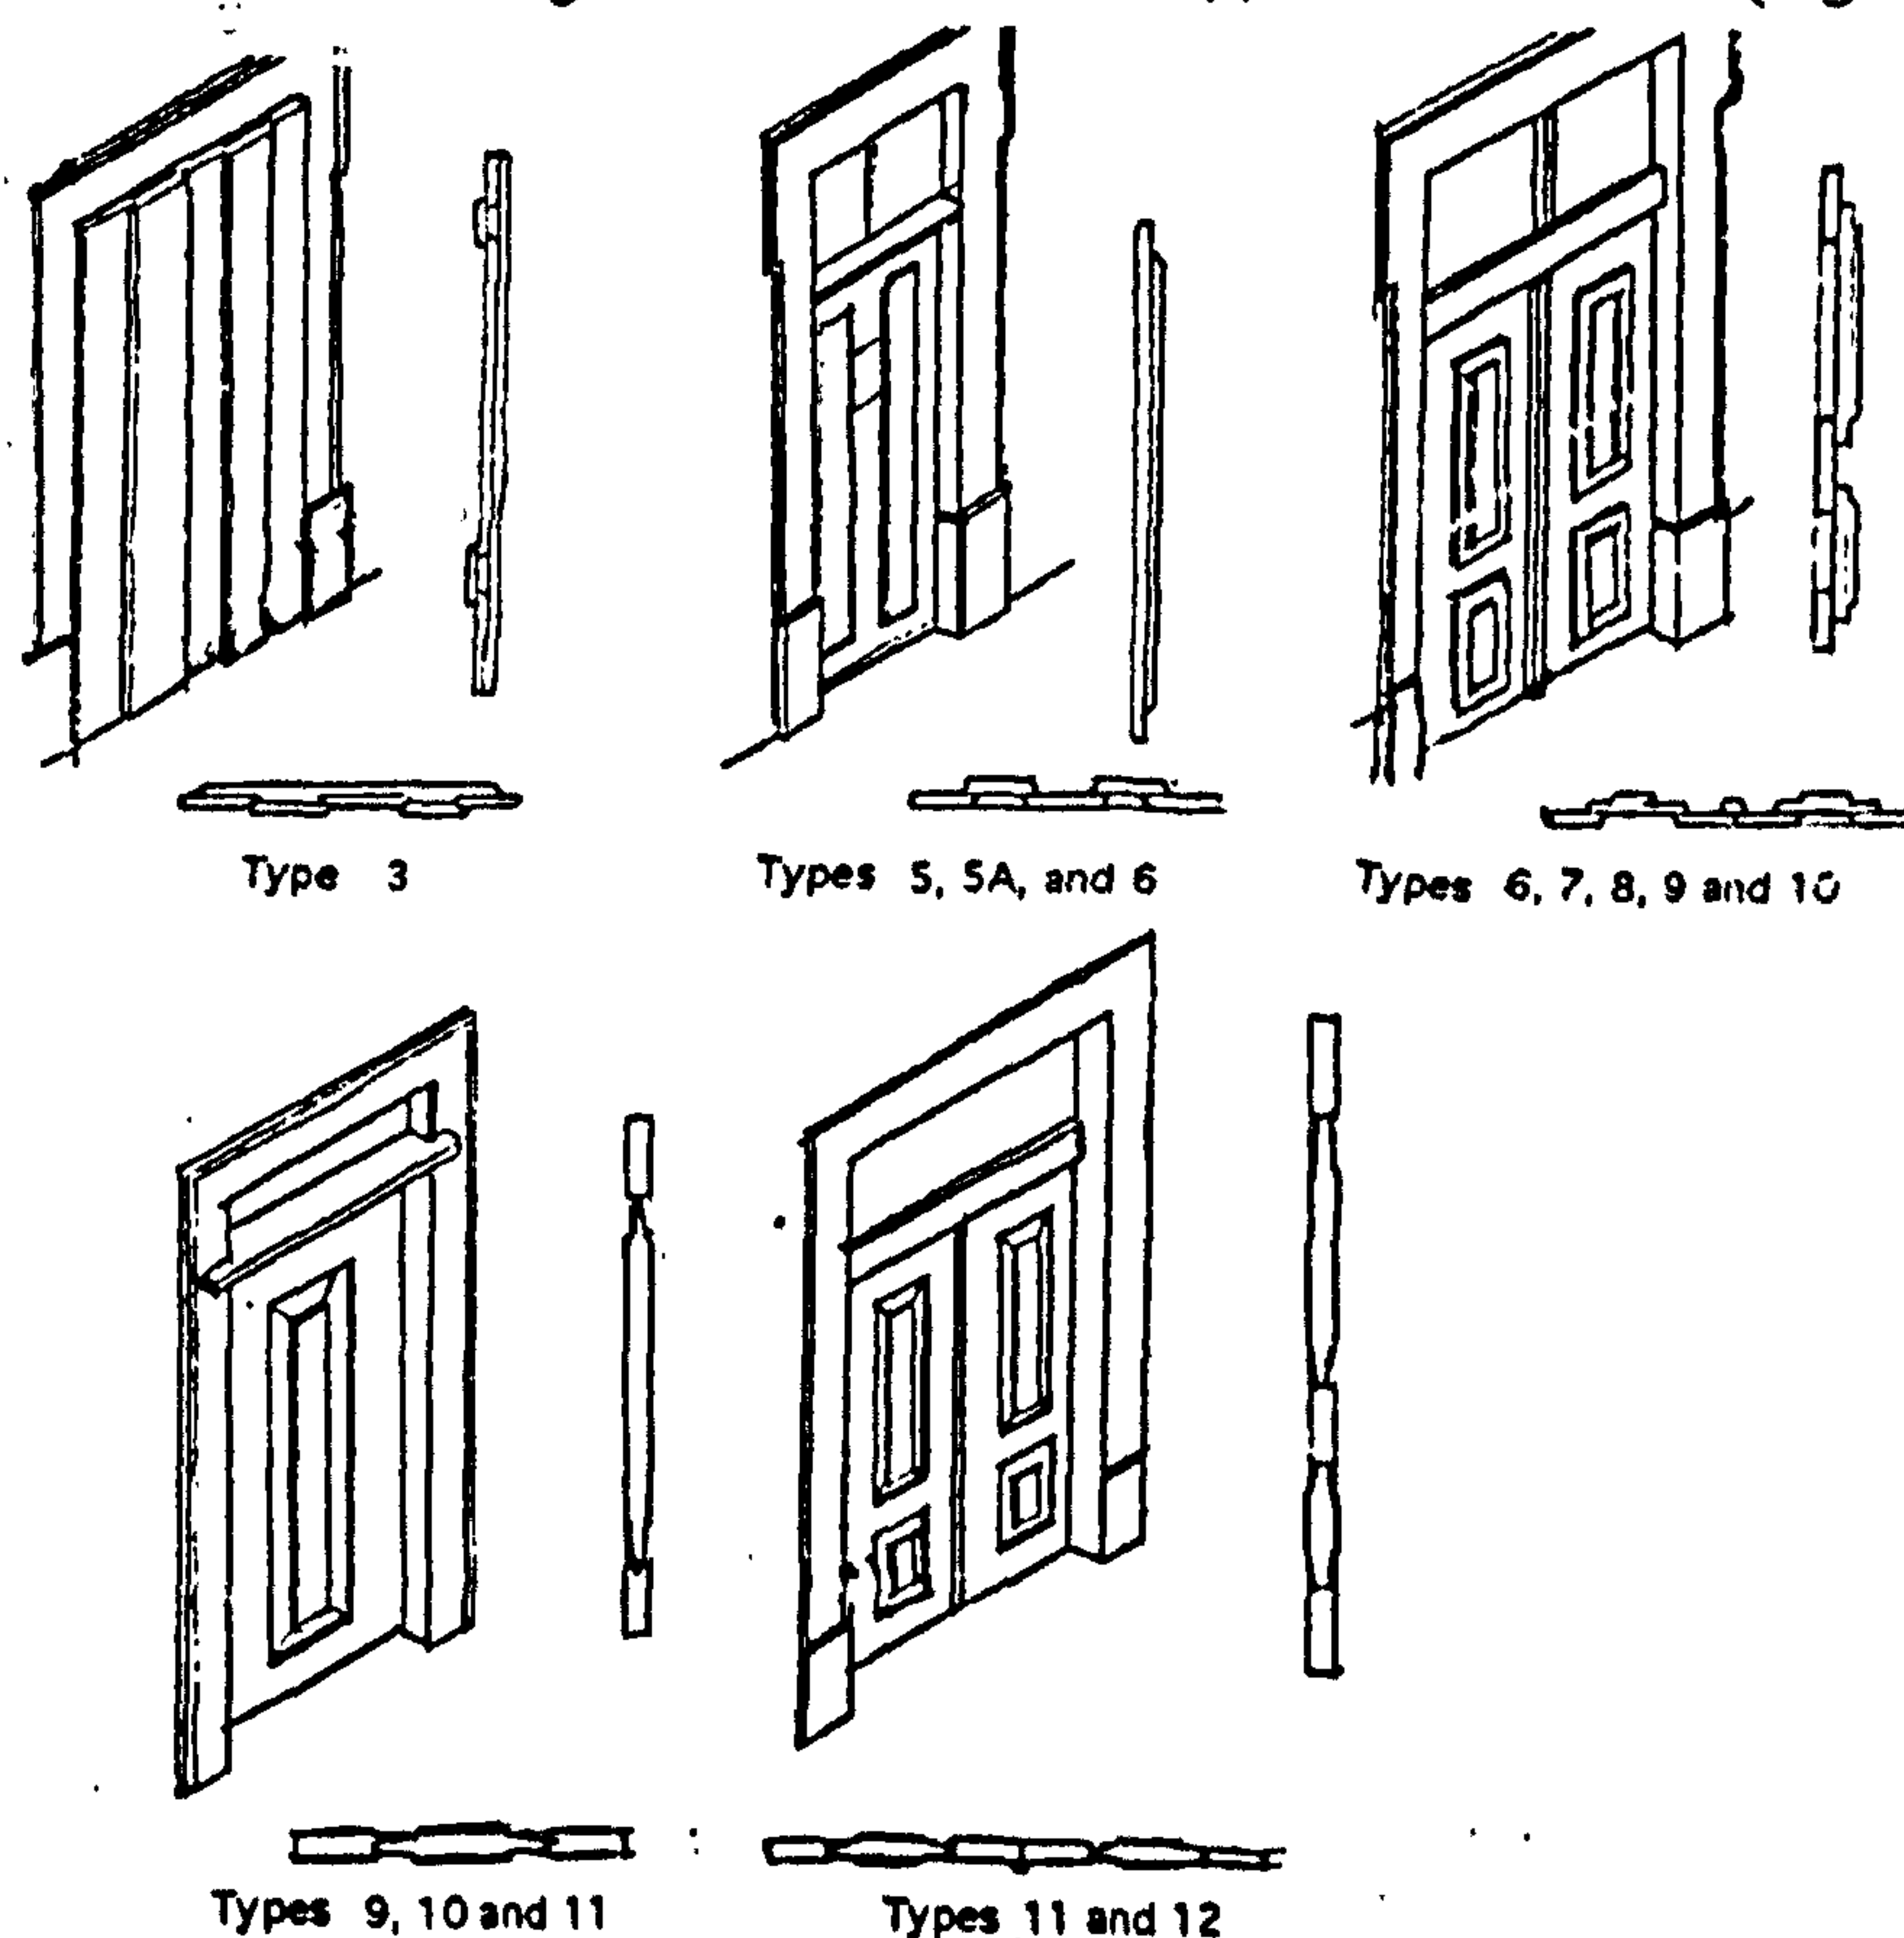 Type 3
Types 5, 5A, and 6
Types 6, 7, 8, 9 and 10
Types 9, 10 and 11
Types 11 and 12